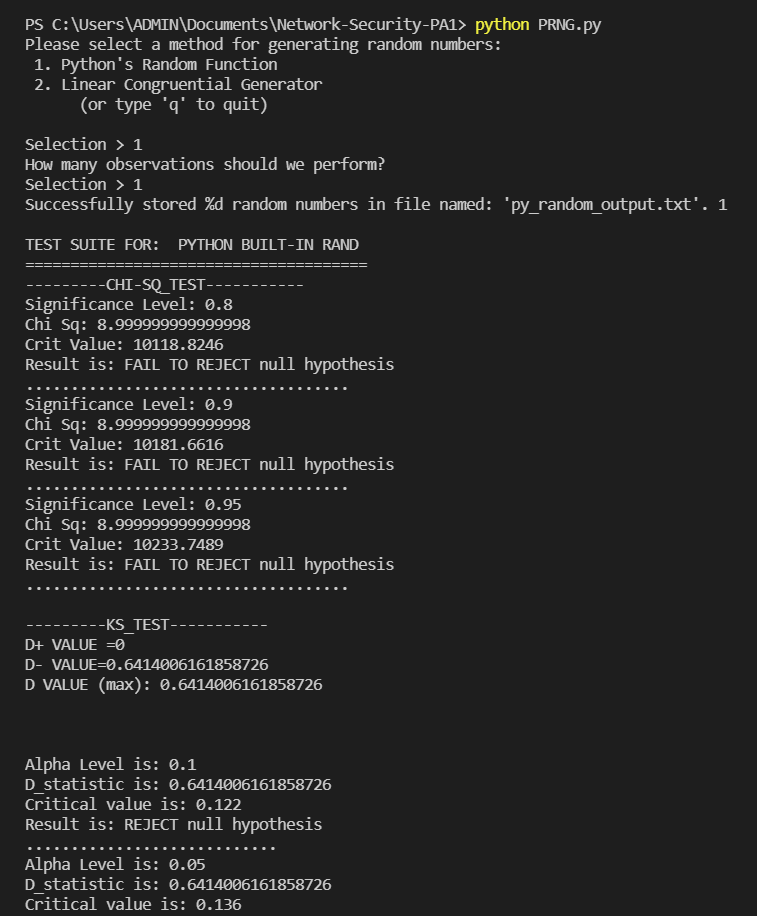 PS C:\Users\ADMIN\Documents\Network-Security-PA1> python PRNG.py
Please select a method for generating random numbers:
 1. Python's Random Function
 2. Linear Congruential Generator
      (or type 'q' to quit)

Selection > 1
How many observations should we perform?
Selection > 1
Successfully stored %d random numbers in file named: 'py_random_output.txt'. 1

TEST SUITE FOR:  PYTHON BUILT-IN RAND
======================================
---------CHI-SQ_TEST-----------
Significance Level: 0.8
Chi Sq: 8.999999999999998
Crit Value: 10118.8246
Result is: FAIL TO REJECT null hypothesis
....................................
Significance Level: 0.9
Chi Sq: 8.999999999999998
Crit Value: 10181.6616
Result is: FAIL TO REJECT null hypothesis
....................................
Significance Level: 0.95
Chi Sq: 8.999999999999998
Crit Value: 10233.7489
Result is: FAIL TO REJECT null hypothesis
....................................

---------KS_TEST-----------
D+ VALUE =0
D- VALUE=0.6414006161858726
D VALUE (max): 0.6414006161858726

Alpha Level is: 0.1
D_statistic is: 0.6414006161858726
Critical value is: 0.122
Result is: REJECT null hypothesis
............................
Alpha Level is: 0.05
D_statistic is: 0.6414006161858726
Critical value is: 0.136